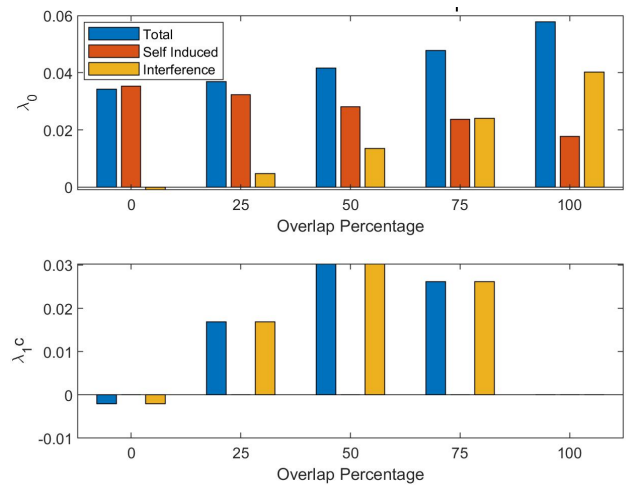 0.06
0.04
0.02
0
λ0
Total
Self Induced
Interference
0 25 50 75 100
Overlap Percentage
0.03
0.02
0.01
0
-0.01
λ1c
0 25 50 75 100
Overlap Percentage